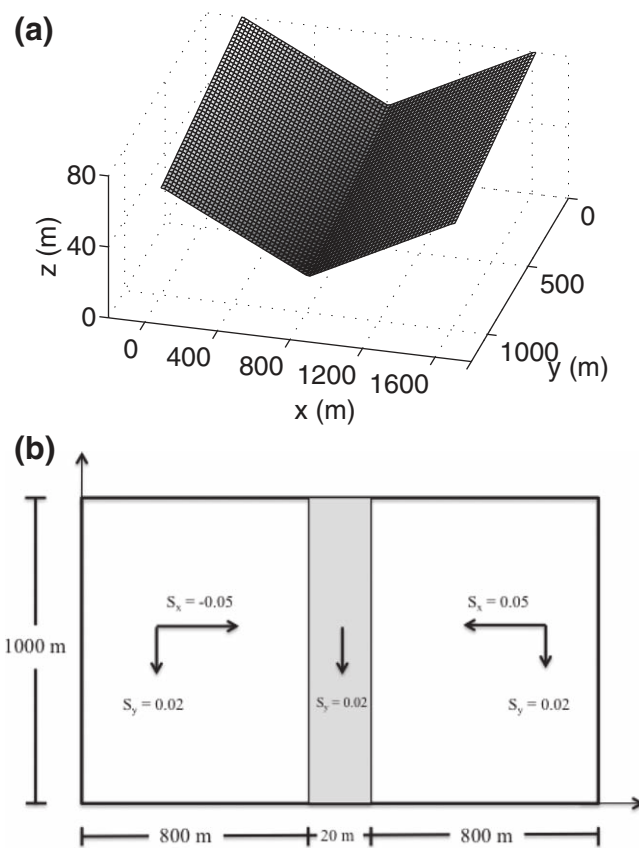 (a)
80
40
0
z (m)
0
400
800
1200
1600
x (m)
0
500
1000
y (m)
(b)
1000 m
S_x = -0.05
S_y = 0.02
S_y = 0.02
S_x = 0.05
S_y = 0.02
800 m
20 m
800 m